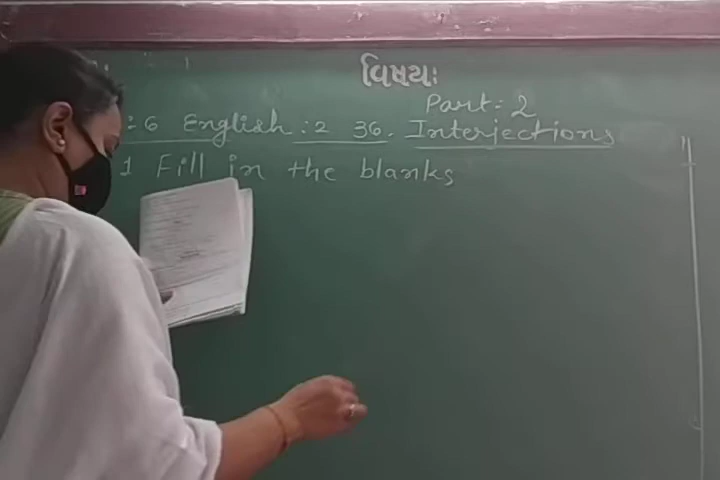 વિષય:
Part:- 2
:- 6 English:2 36. Interjections
1 Fill in the blanks